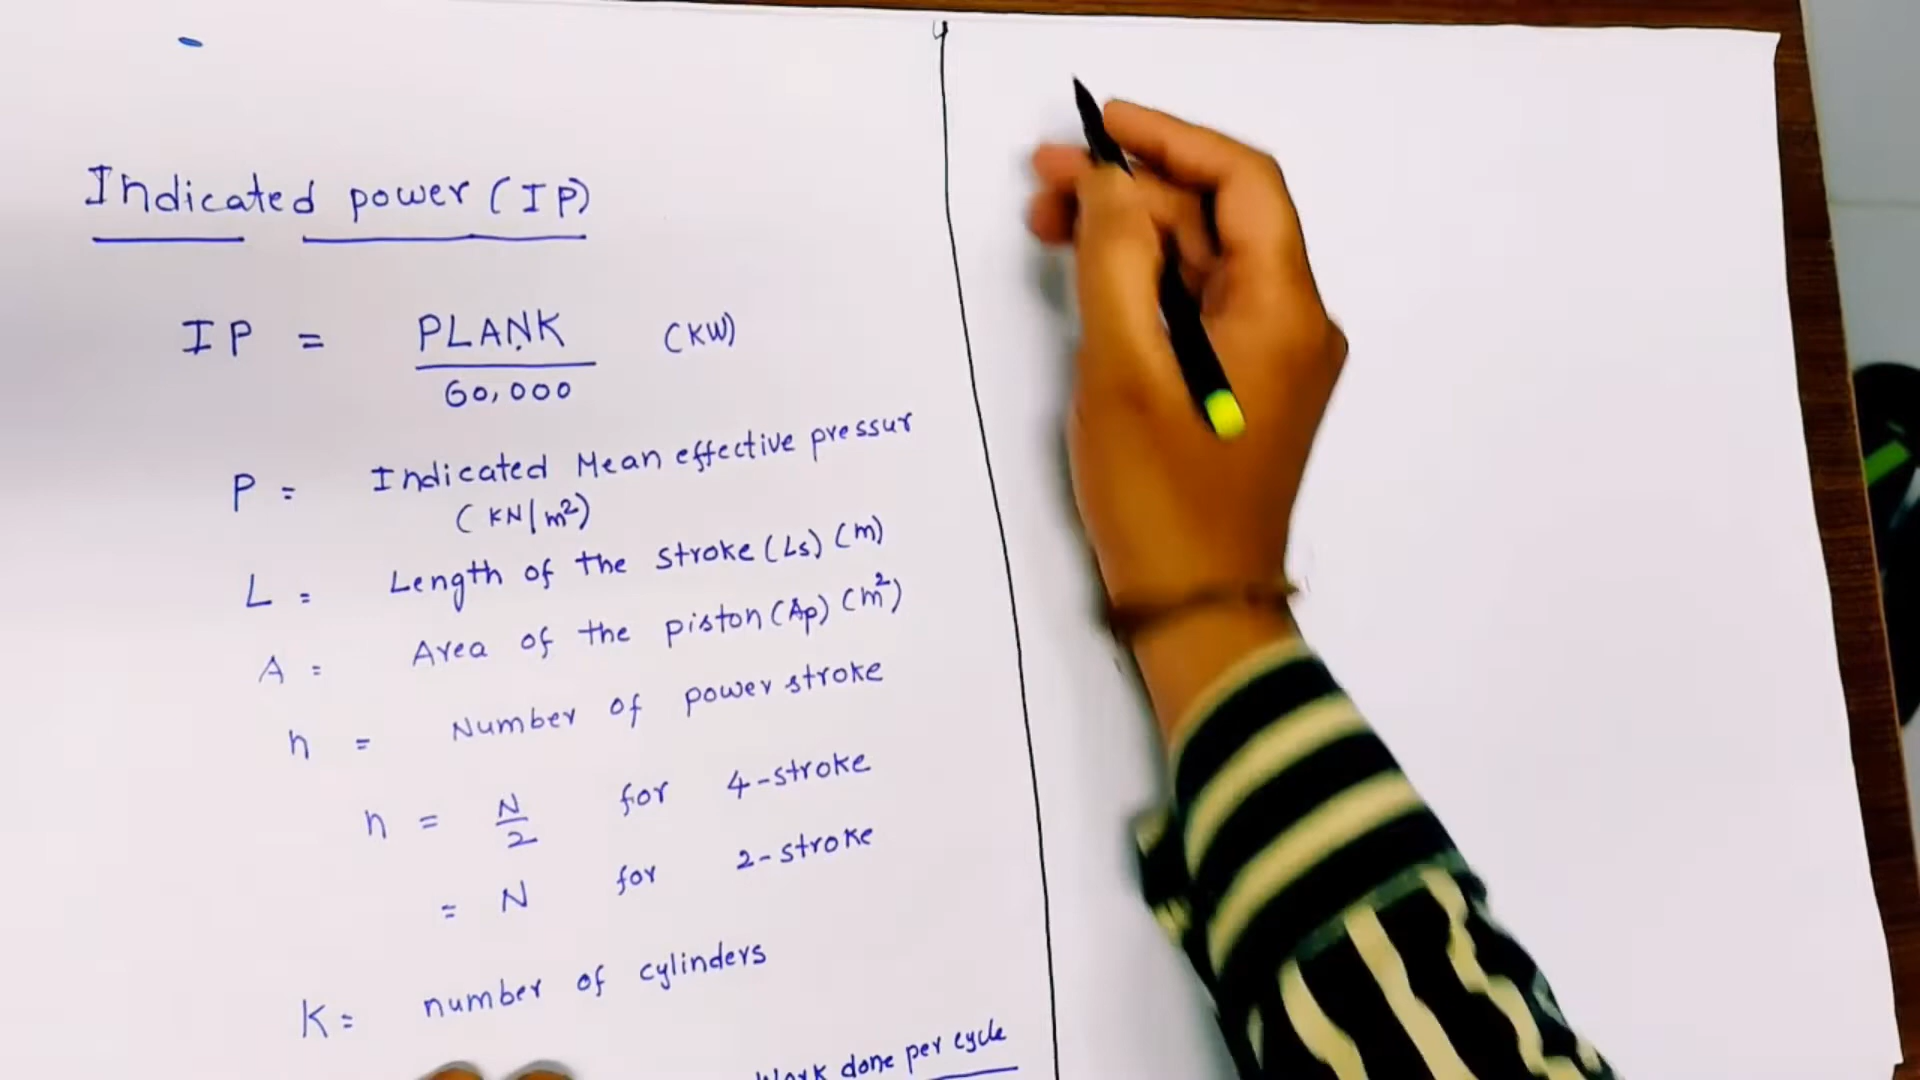 Indicated power (IP)
IP = PLANK (KW)
60,000
P = Indicated Mean effective pressur
(KN/m²)
L = Length of the stroke (Ls) (m)
A = Area of the piston (Ap) (m²)
n = Number of power stroke
n = N/2 for 4-stroke
= N for 2-stroke
K = number of cylinders
Work done per cycle